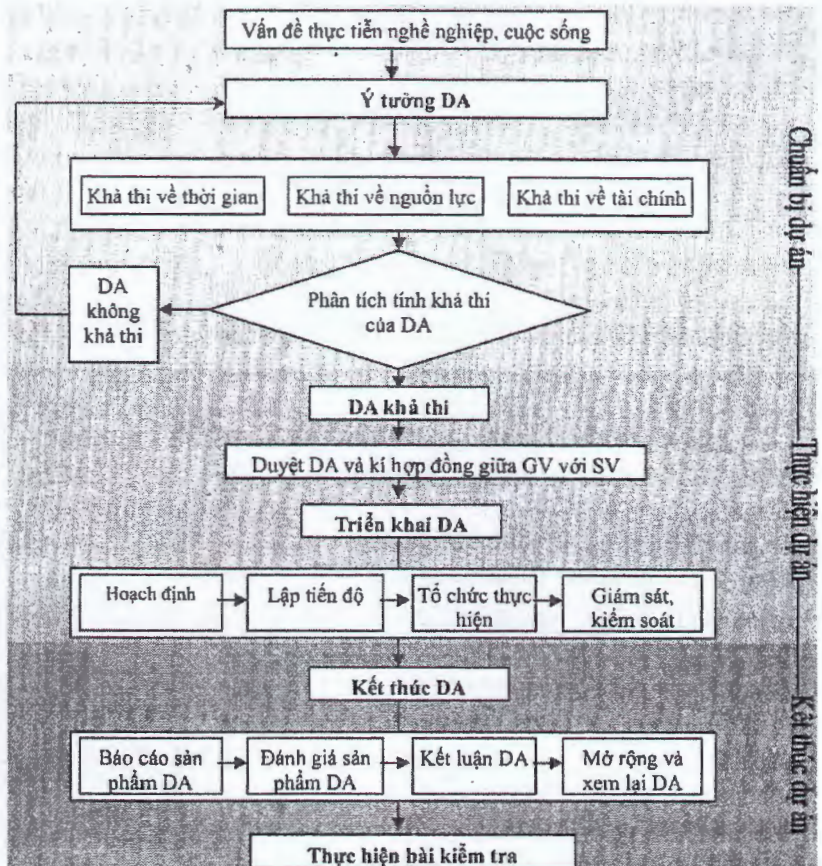 Vấn đề thực tiễn nghề nghiệp, cuộc sống
Ý tưởng DA
Khả thi về thời gian
Khả thi về nguồn lực
Khả thi về tài chính
DA
không
khả thi
Phân tích tính khả thi
của DA
DA khả thi
Duyệt DA và kí hợp đồng giữa GV với SV
Triển khai DA
Hoạch định
Lập tiến độ
Tổ chức thực
hiện
Giám sát,
kiểm soát
Kết thúc DA
Báo cáo sản
phẩm DA
Đánh giá sản
phẩm DA
Kết luận DA
Mở rộng và
xem lại DA
Thực hiện bài kiểm tra
Chuẩn bị dự án
Thực hiện dự án
Kết thúc dự án